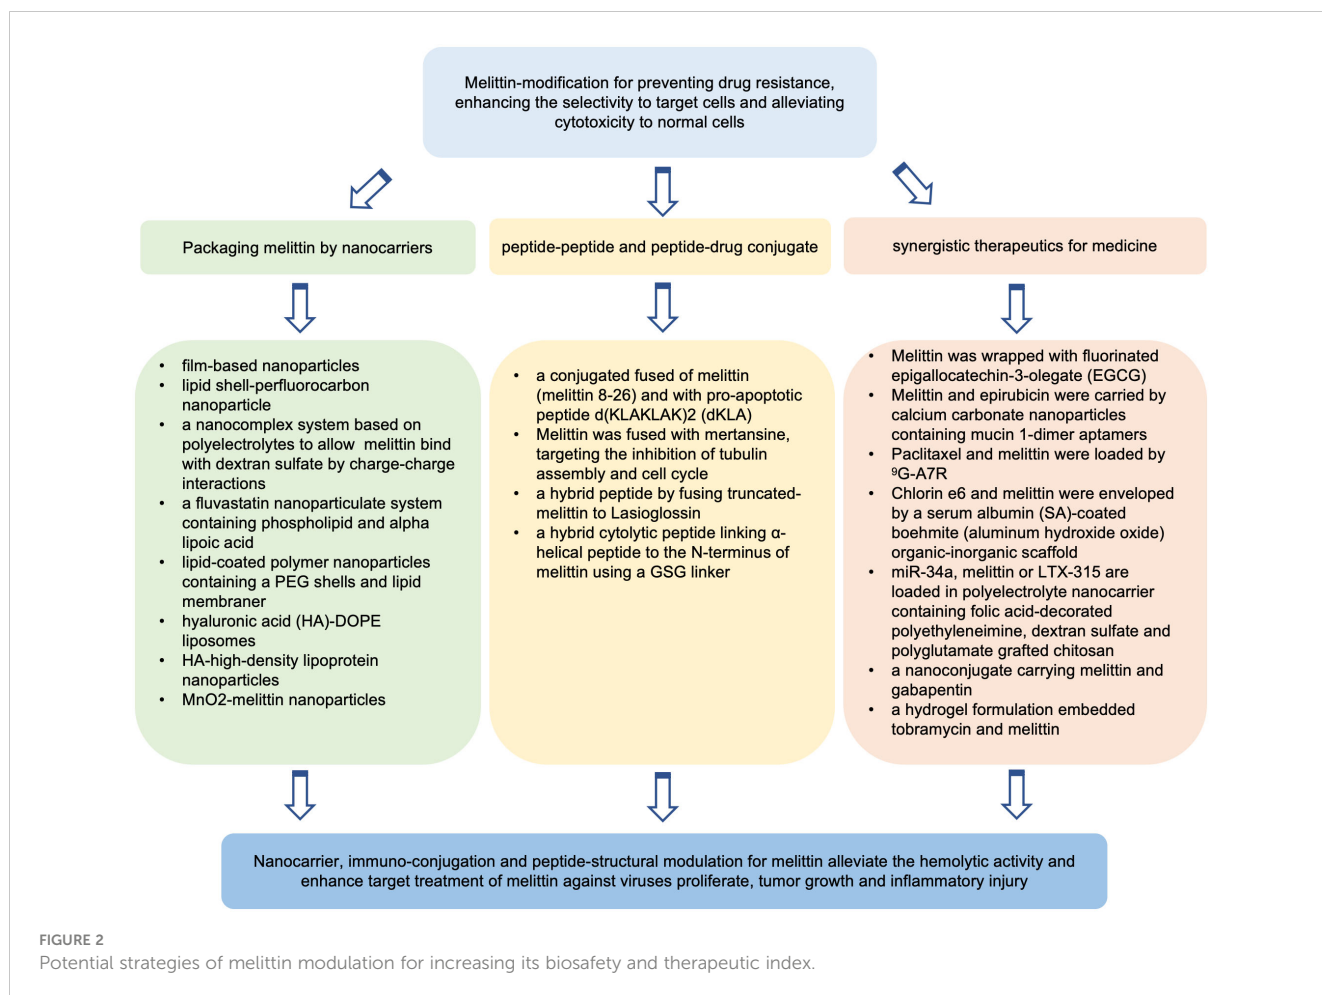 Melittin-modification for preventing drug resistance,
enhancing the selectivity to target cells and alleviating
cytotoxicity to normal cells
Packaging melittin by nanocarriers
peptide-peptide and peptide-drug conjugate
synergistic therapeutics for medicine
• film-based nanoparticles
• lipid shell-perfluorocarbon
nanoparticle
• a nanocomplex system based on
polyelectrolytes to allow melittin bind
with dextran sulfate by charge-charge
interactions
• a fluvastatin nanoparticulate system
containing phospholipid and alpha
lipoic acid
• lipid-coated polymer nanoparticles
containing a PEG shells and lipid
membraner
• hyaluronic acid (HA)-DOPE
liposomes
• HA-high-density lipoprotein
nanoparticles
• MnO2-melittin nanoparticles
• a conjugated fused of melittin
(melittin 8-26) and with pro-apoptotic
peptide d(KLAKLAK)2 (dKLA)
• Melittin was fused with mertansine,
targeting the inhibition of tubulin
assembly and cell cycle
• a hybrid peptide by fusing truncated-
melittin to Lasioglossin
• a hybrid cytolytic peptide linking α-
helical peptide to the N-terminus of
melittin using a GSG linker
• Melittin was wrapped with fluorinated
epigallocatechin-3-olegate (EGCG)
• Melittin and epirubicin were carried by
calcium carbonate nanoparticles
containing mucin 1-dimer aptamers
• Paclitaxel and melittin were loaded by
⁹G-A7R
• Chlorin e6 and melittin were enveloped
by a serum albumin (SA)-coated
boehmite (aluminum hydroxide oxide)
organic-inorganic scaffold
• miR-34a, melittin or LTX-315 are
loaded in polyelectrolyte nanocarrier
containing folic acid-decorated
polyethyleneimine, dextran sulfate and
polyglutamate grafted chitosan
• a nanoconjugate carrying melittin and
gabapentin
• a hydrogel formulation embedded
tobramycin and melittin
Nanocarrier, immuno-conjugation and peptide-structural modulation for melittin alleviate the hemolytic activity and
enhance target treatment of melittin against viruses proliferate, tumor growth and inflammatory injury
FIGURE 2
Potential strategies of melittin modulation for increasing its biosafety and therapeutic index.